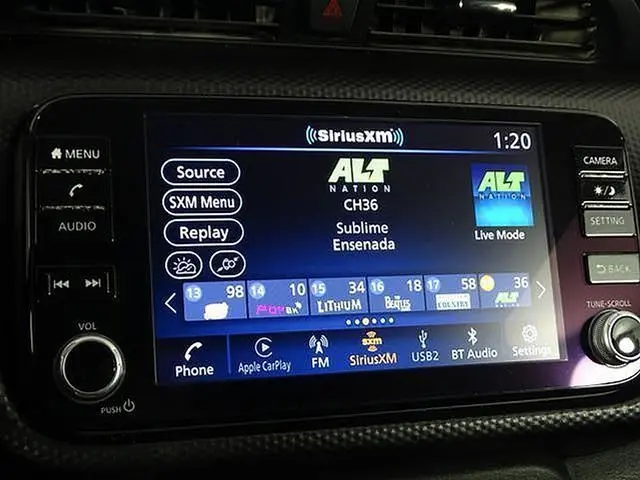 ((SiriusXM))
1:20
MENU
AUDIO
VOL
PUSH
Source
SXM Menu
Replay
ALT
NATION
CH36
Sublime
Ensenada
ALT
NATION
Live Mode
13 98
14 10
15 34
LITHIUM
16 18
THE
BEATLES
17 58
COUNTRY
36
ALT
Phone
Apple CarPlay
FM
sxm
SiriusXM
USB2
BT Audio
Settings
CAMERA
SETTING
BACK
TUNE·SCROLL